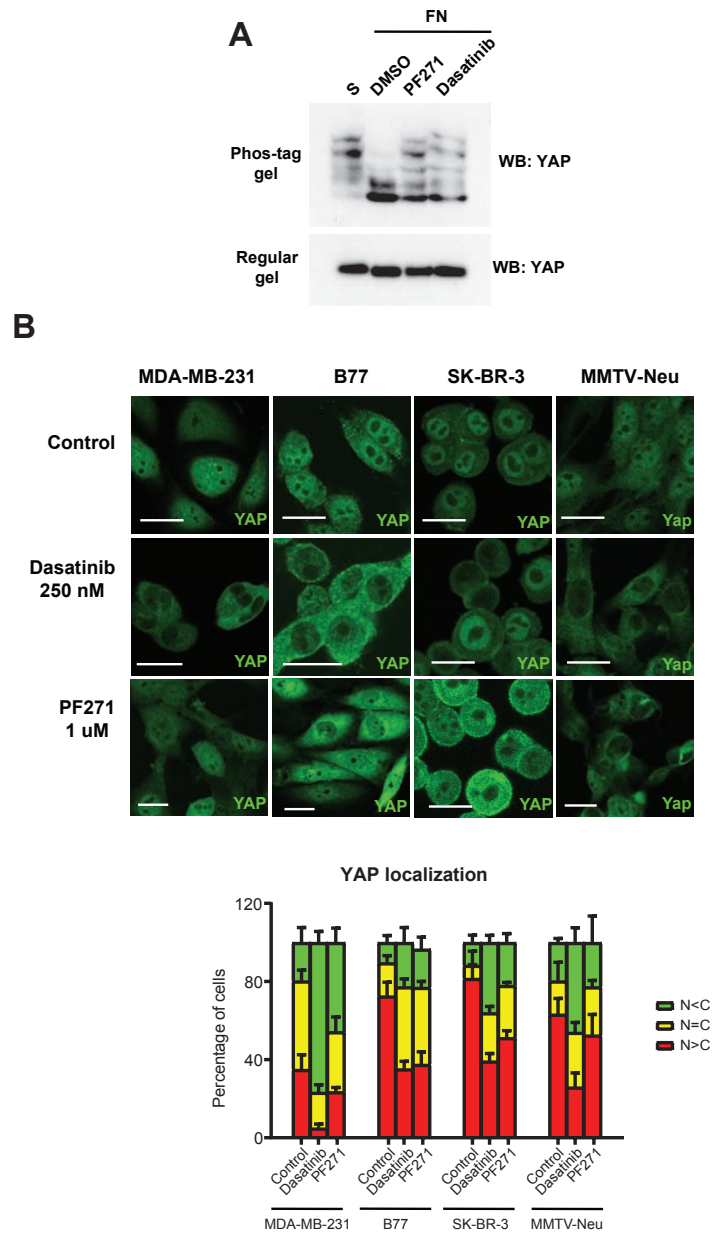 A
FN
S DMSO PF271 Dasatinib
Phos-tag
gel
WB: YAP
Regular
gel
WB: YAP
B
MDA-MB-231 B77 SK-BR-3 MMTV-Neu
Control
YAP YAP YAP Yap
Dasatinib
250 nM
YAP YAP YAP Yap
PF271
1 uM
YAP YAP YAP Yap
YAP localization
Percentage of cells
120
80
40
0
N<C
N=C
N>C
Control Dasatinib PF271 Control Dasatinib PF271 Control Dasatinib PF271 Control Dasatinib PF271
MDA-MB-231 B77 SK-BR-3 MMTV-Neu